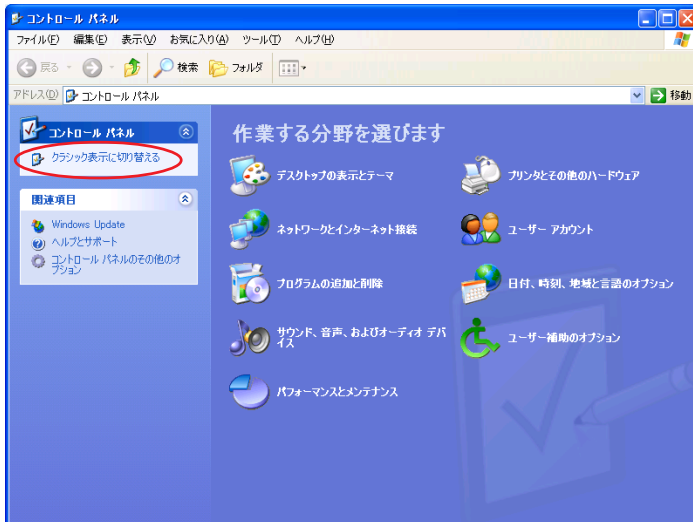 コントロール パネル
ファイル(F) 編集(E) 表示(V) お気に入り(A) ツール(T) ヘルプ(H)
戻る 検索 フォルダ
アドレス(D) コントロール パネル 移動
コントロール パネル
クラシック表示に切り替える
関連項目
Windows Update
ヘルプとサポート
コントロール パネルのその他のオ
プション
作業する分野を選びます
デスクトップの表示とテーマ
プリンタとその他のハードウェア
ネットワークとインターネット接続
ユーザー アカウント
プログラムの追加と削除
日付、時刻、地域と言語のオプション
サウンド、音声、およびオーディオ デバ
イス
ユーザー補助のオプション
パフォーマンスとメンテナンス